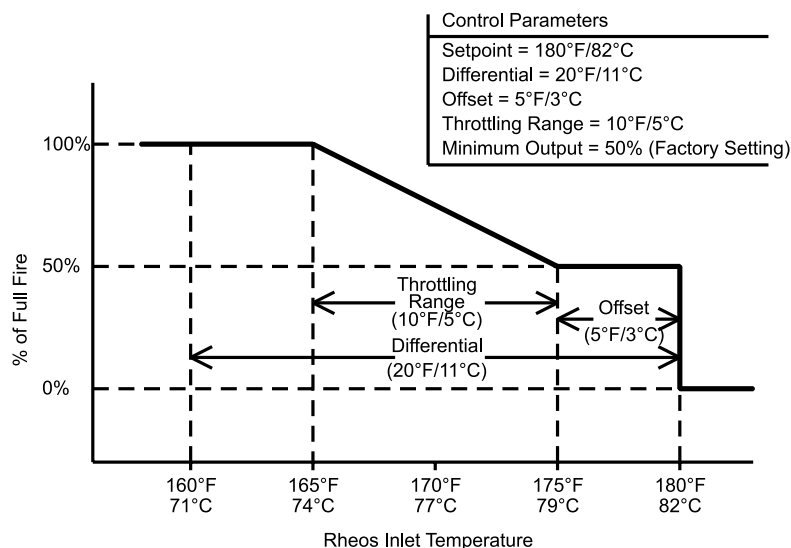 Control Parameters
Setpoint = 180°F/82°C
Differential = 20°F/11°C
Offset = 5°F/3°C
Throttling Range = 10°F/5°C
Minimum Output = 50% (Factory Setting)
100%
50%
0%
% of Full Fire
Throttling
Range
(10°F/5°C)
Offset
(5°F/3°C)
Differential
(20°F/11°C)
160°F
71°C
165°F
74°C
170°F
77°C
175°F
79°C
180°F
82°C
Rheos Inlet Temperature